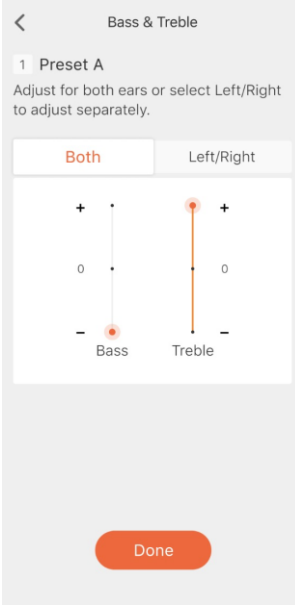 Bass & Treble
1 Preset A
Adjust for both ears or select Left/Right
to adjust separately.
Both Left/Right
+ +
0 0
− −
Bass Treble
Done